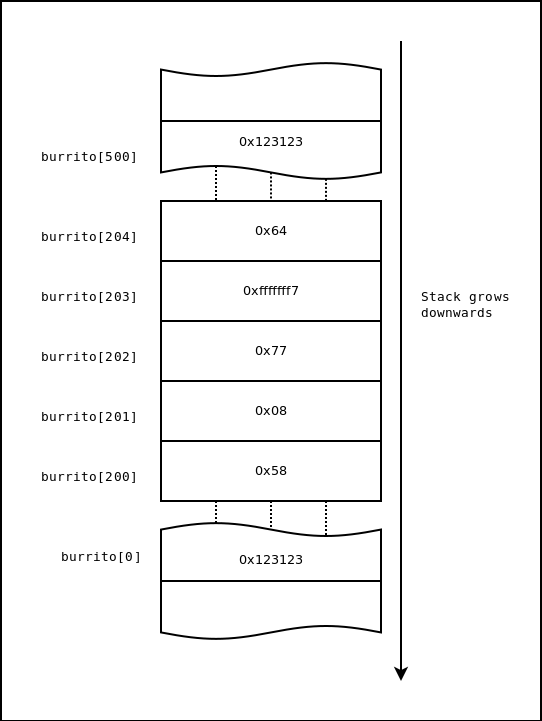 0x123123
burrito[500]
0x64
burrito[204]
0xfffffff7
burrito[203]
Stack grows
downwards
0x77
burrito[202]
0x08
burrito[201]
0x58
burrito[200]
0x123123
burrito[0]